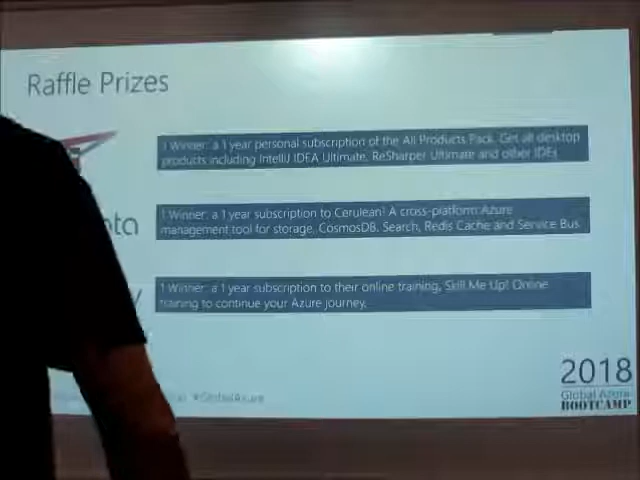 Raffle Prizes
1 Winner: a 1 year personal subscription of the All Products Pack. Get all desktop
products including IntelliJ IDEA Ultimate, ReSharper Ultimate and other IDEs
1 Winner: a 1 year subscription to Cerulean! A cross-platform Azure
management tool for storage, CosmosDB, Search, Redis Cache and Service Bus
1 Winner: a 1 year subscription to their online training, Skill Me Up! Online
training to continue your Azure journey.
#GlobalAzure
2018
Global Azure
BOOTCAMP